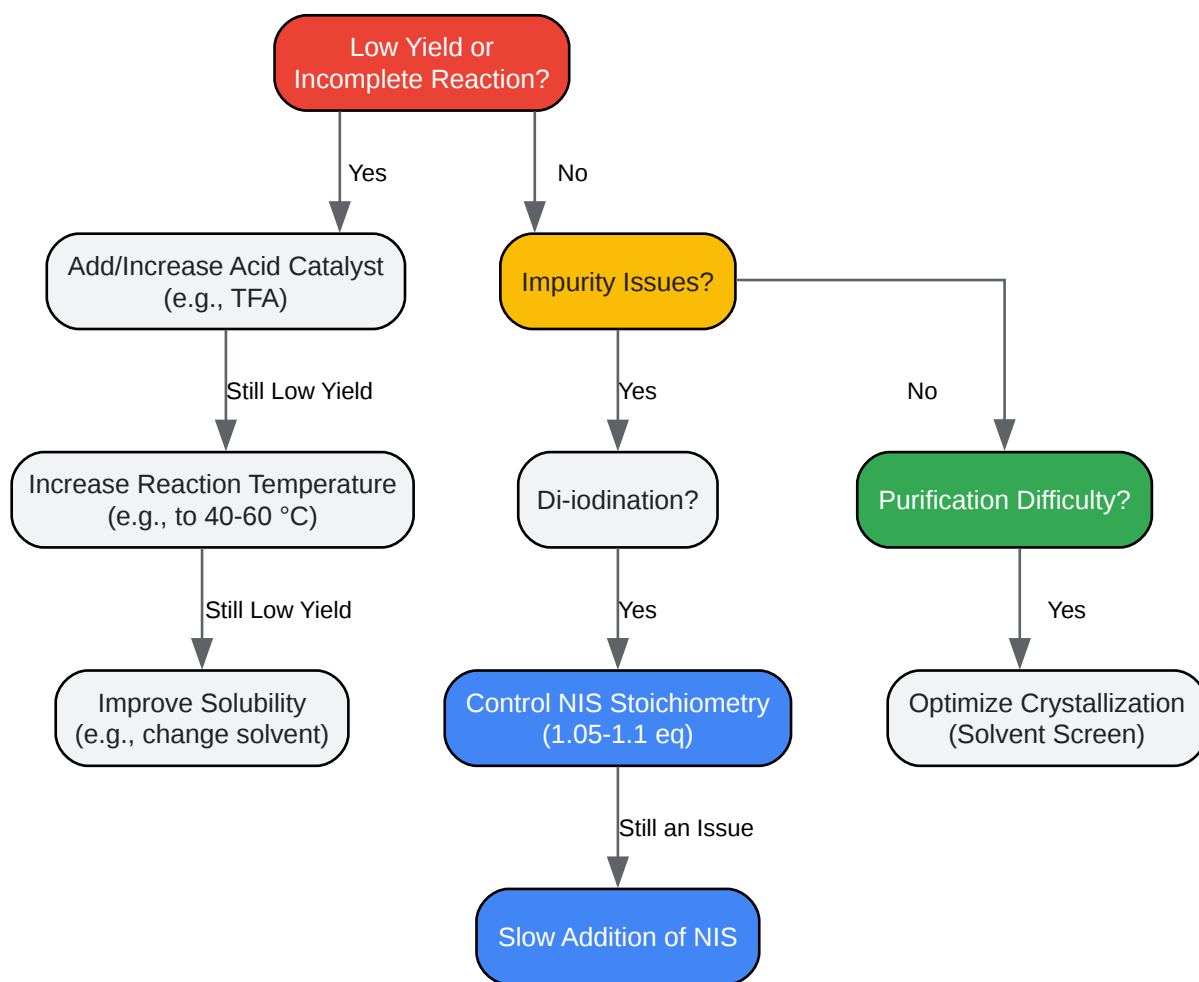 Low Yield or
Incomplete Reaction?
Yes
No
Add/Increase Acid Catalyst
(e.g., TFA)
Impurity Issues?
Still Low Yield
Yes
No
Increase Reaction Temperature
(e.g., to 40-60 °C)
Di-iodination?
Purification Difficulty?
Still Low Yield
Yes
Yes
Improve Solubility
(e.g., change solvent)
Control NIS Stoichiometry
(1.05-1.1 eq)
Optimize Crystallization
(Solvent Screen)
Still an Issue
Slow Addition of NIS